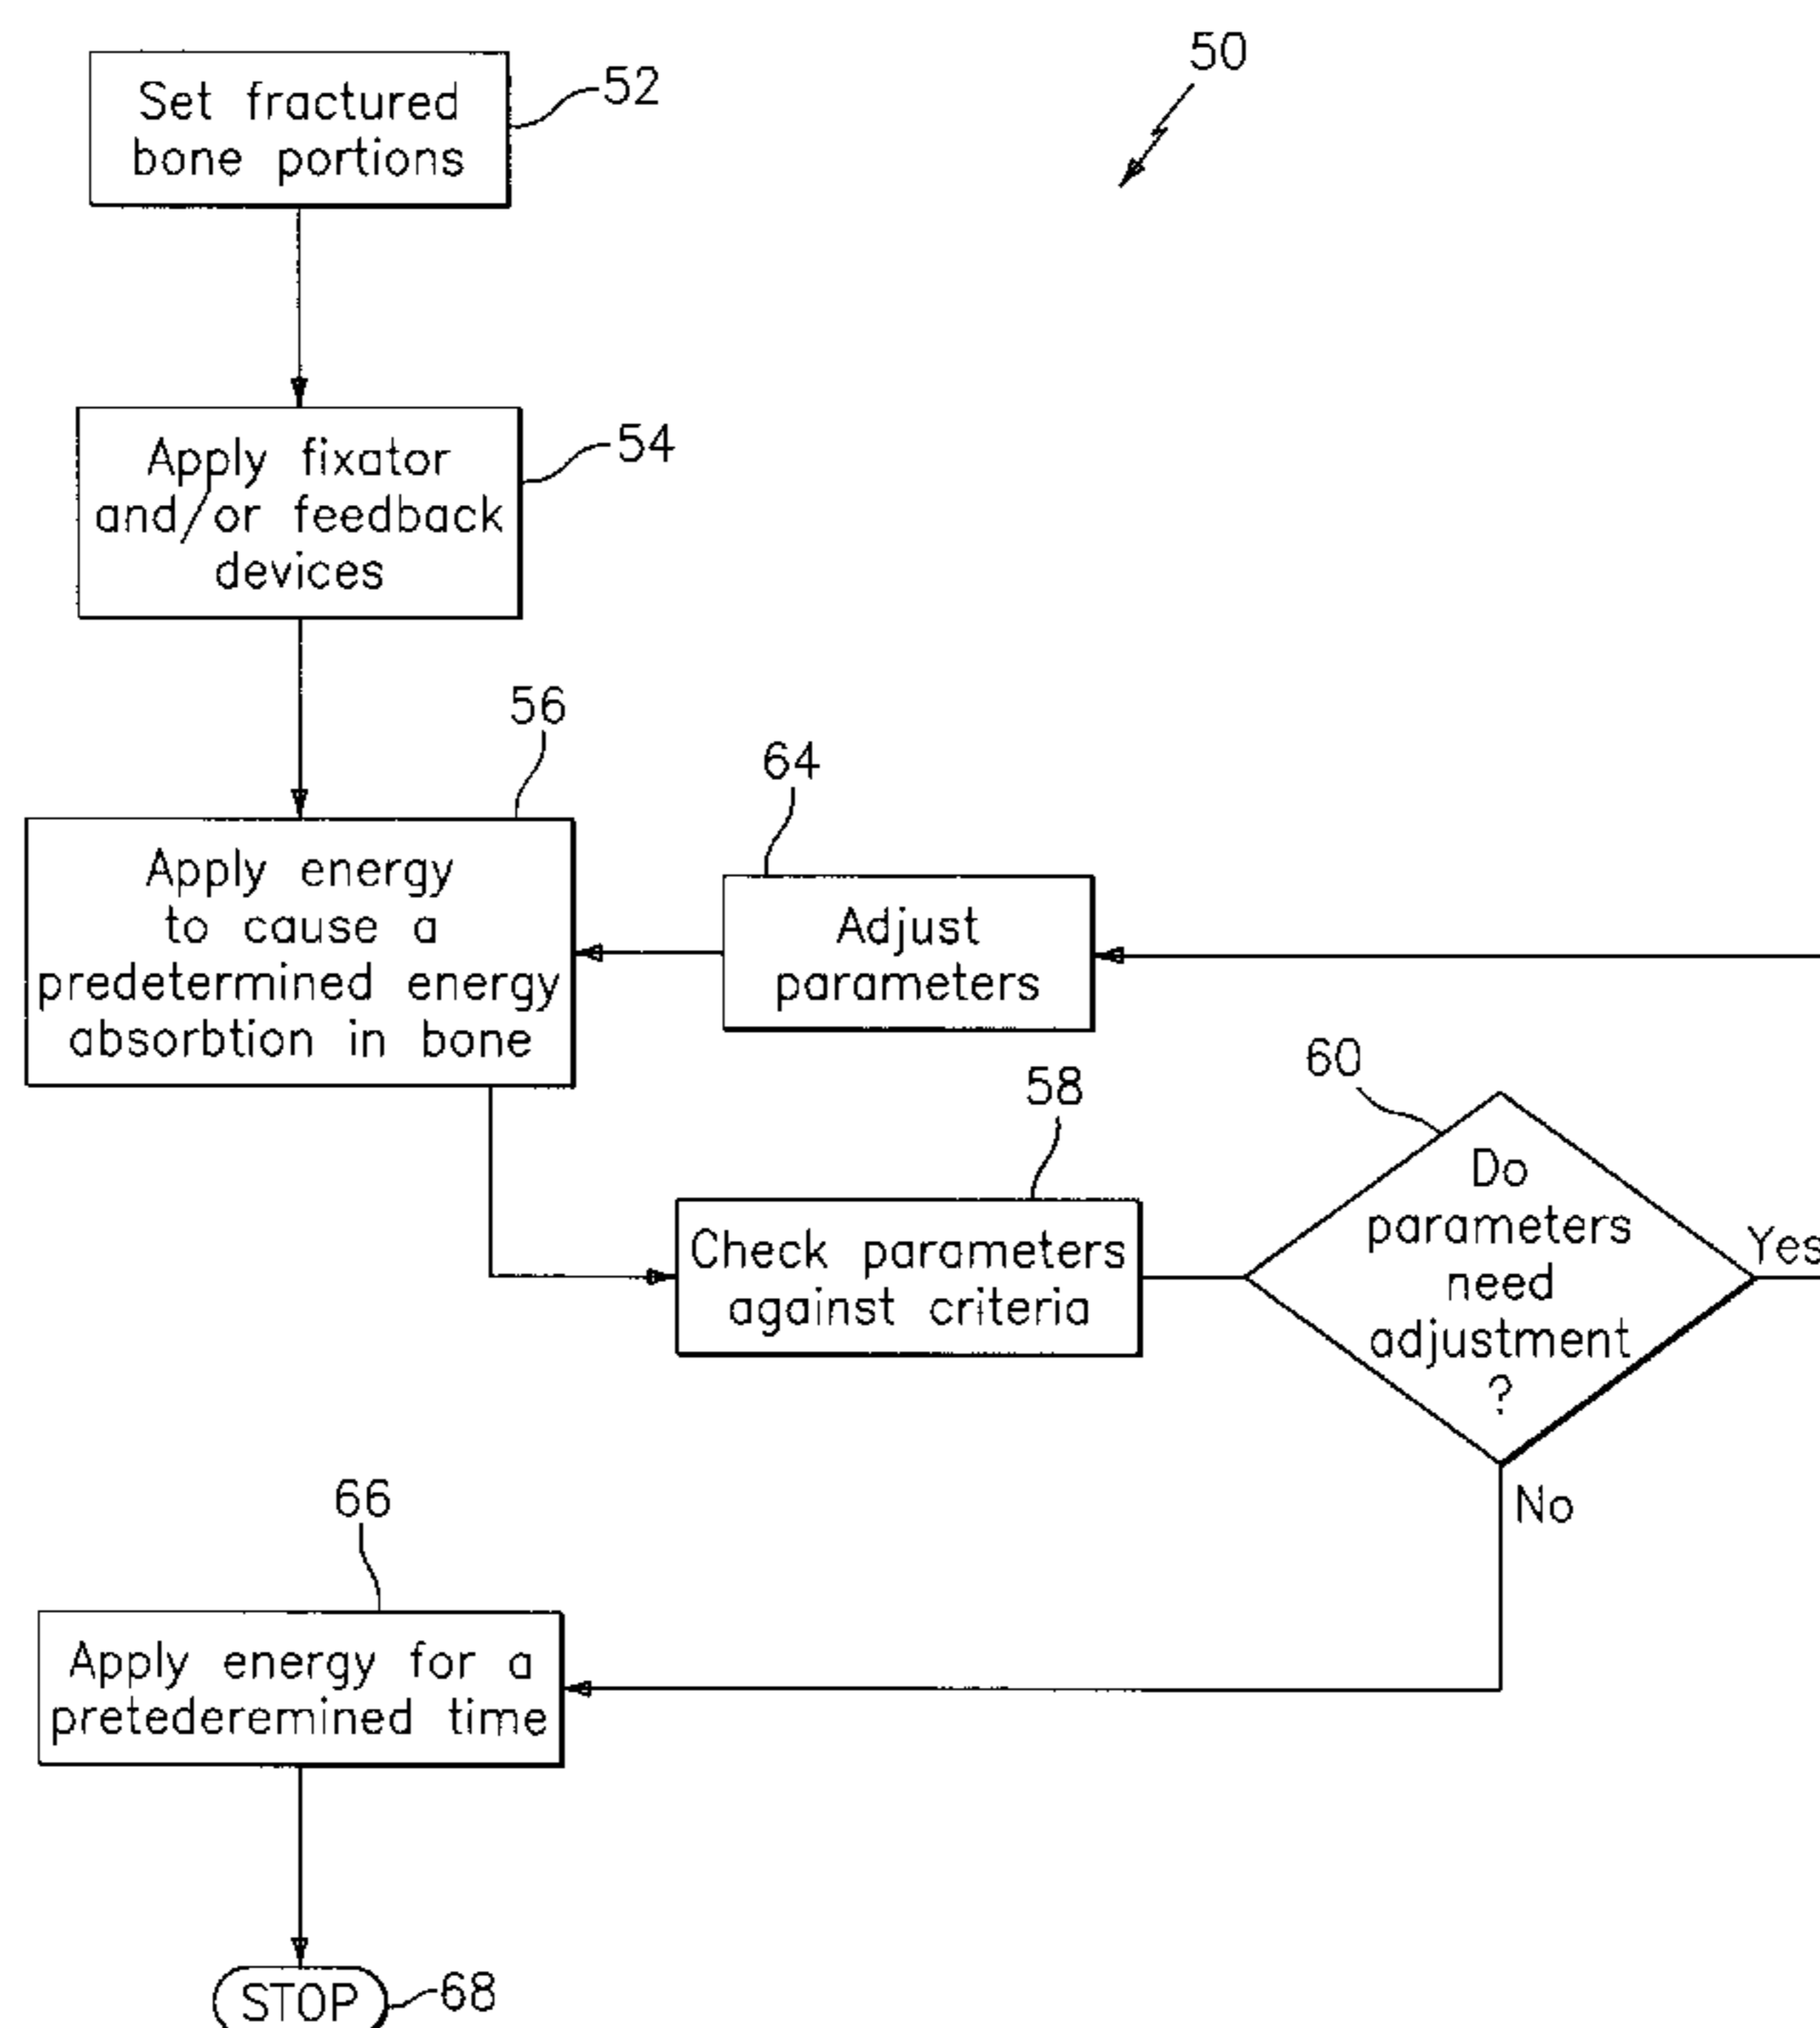 50
Set fractured
bone portions
52
Apply fixator
and/or feedback
devices
54
56
Apply energy
to cause a
predetermined energy
absorbtion in bone
64
Adjust
parameters
58
Check parameters
against criteria
60
Do
parameters
need
adjustment
?
Yes
No
66
Apply energy for a
pretederemined time
STOP
68